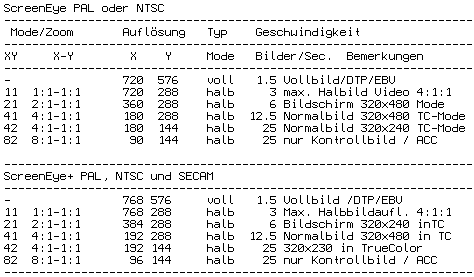 ScreenEye PAL oder NTSC
Mode/Zoom Auflösung Typ Geschwindigkeit
XY X-Y X Y Mode Bilder/Sec. Bemerkungen
- 720 576 voll 1.5 Vollbild/DTP/EBV
11 1:1-1:1 720 288 halb 3 max. Halbild Video 4:1:1
21 2:1-1:1 360 288 halb 6 Bildschirm 320x480 Mode
41 4:1-1:1 180 288 halb 12.5 Normalbild 320x480 TC-Mode
42 4:1-1:1 180 144 halb 25 Normalbild 320x240 TC-Mode
82 8:1-1:1 90 144 halb 25 nur Kontrollbild / ACC
ScreenEye+ PAL, NTSC und SECAM
- 768 576 voll 1.5 Vollbild /DTP/EBV
11 1:1-1:1 768 288 halb 3 Max. Halbbildaufl. 4:1:1
21 2:1-1:1 384 288 halb 6 Bildschirm 320x240 inTC
41 4:1-1:1 192 288 halb 12.5 Normalbild 320x480 in TC
42 4:1-1:1 192 144 halb 25 320x230 in TrueColor
82 8:1-1:1 96 144 halb 25 nur Kontrollbild / ACC